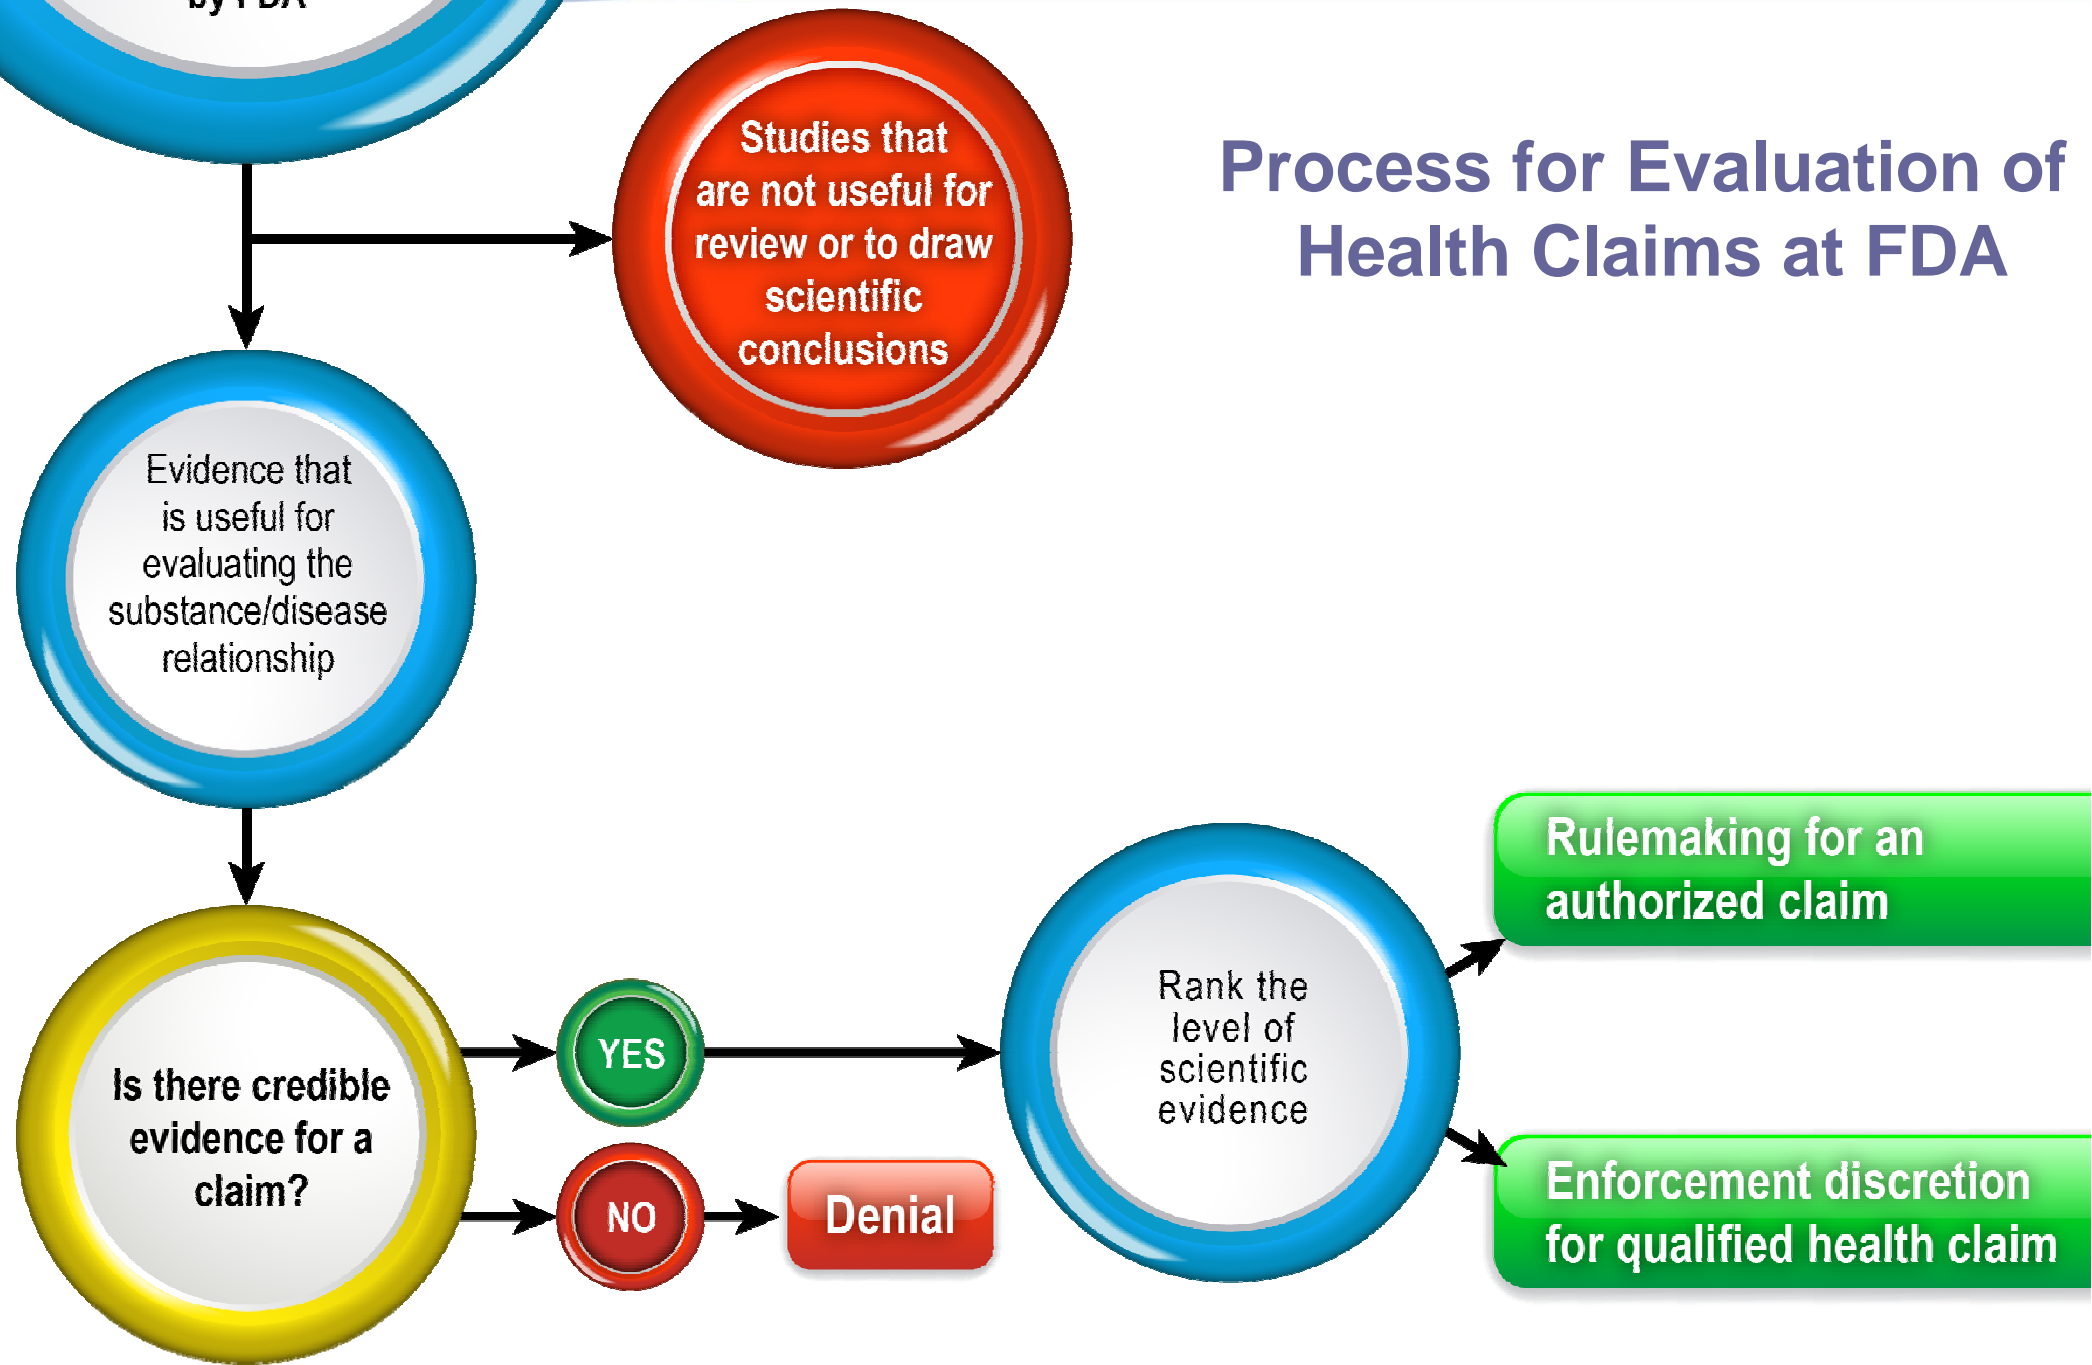 by FDA
Process for Evaluation of
Health Claims at FDA
Studies that
are not useful for
review or to draw
scientific
conclusions
Evidence that
is useful for
evaluating the
substance/disease
relationship
Is there credible
evidence for a
claim?
YES
NO
Denial
Rank the
level of
scientific
evidence
Rulemaking for an
authorized claim
Enforcement discretion
for qualified health claim